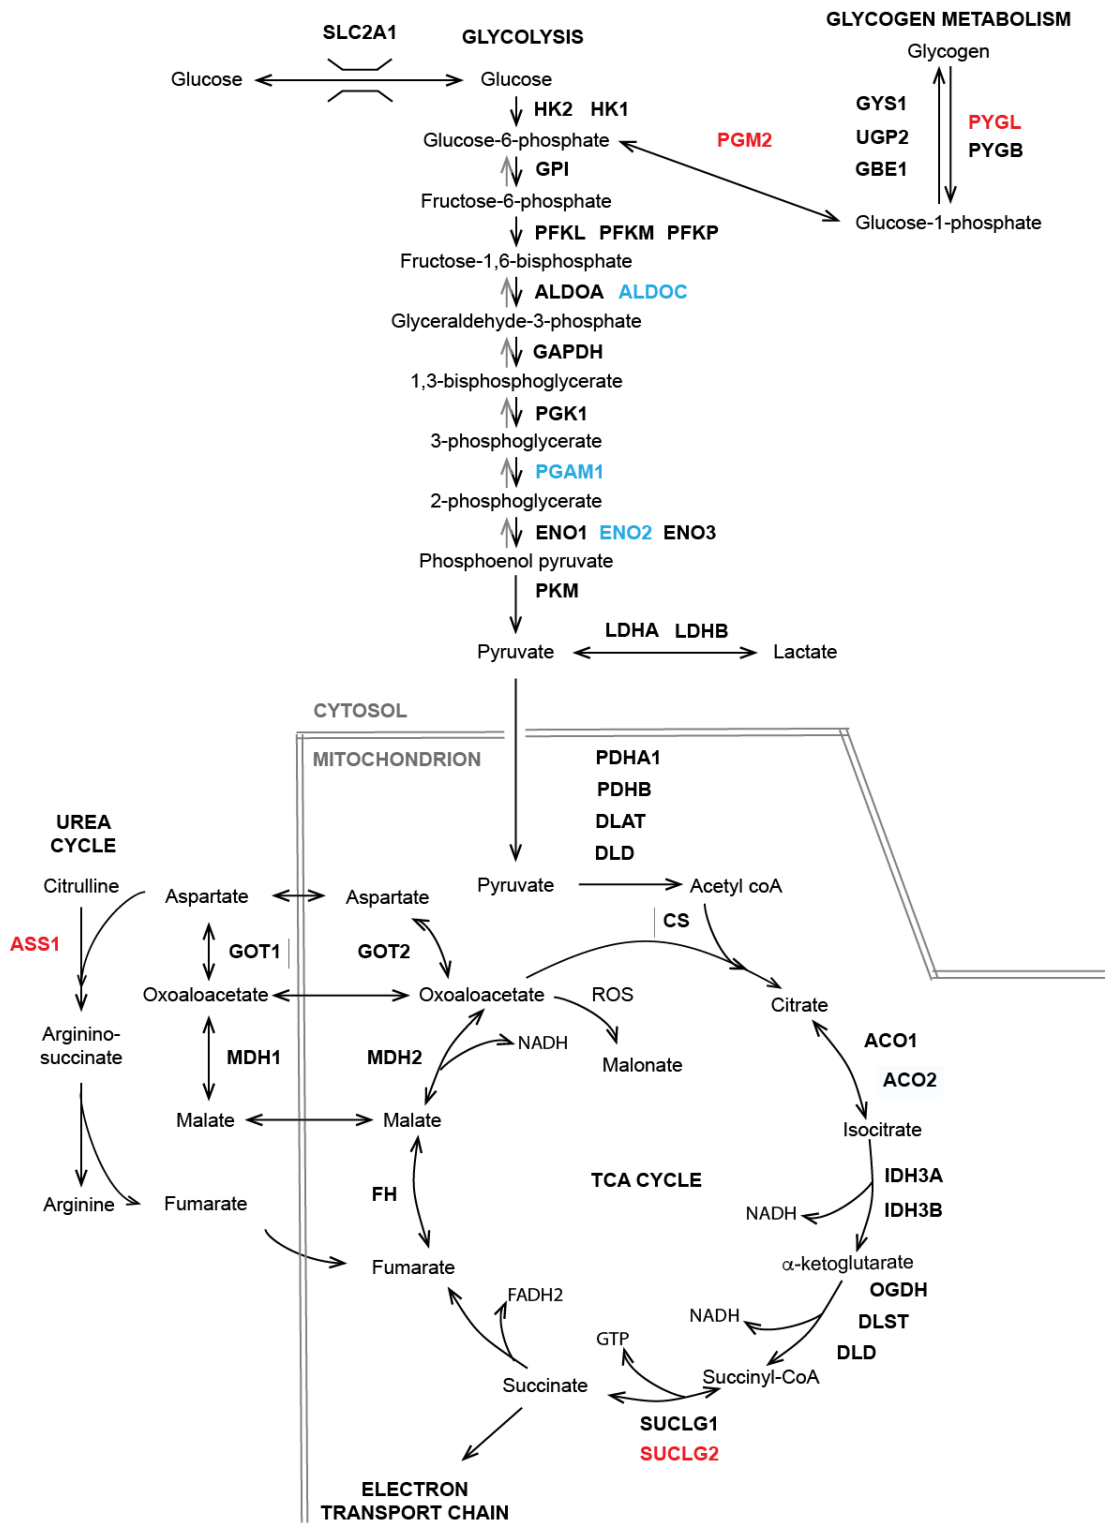 SLC2A1
GLYCOLYSIS
GLYCOGEN METABOLISM
Glucose
Glucose
Glycogen
HK2 HK1
GYS1
UGP2
GBE1
PYGL
PYGB
PGM2
Glucose-6-phosphate
GPI
Fructose-6-phosphate
Glucose-1-phosphate
PFKL PFKM PFKP
Fructose-1,6-bisphosphate
ALDOA ALDOC
Glyceraldehyde-3-phosphate
GAPDH
1,3-bisphosphoglycerate
PGK1
3-phosphoglycerate
PGAM1
2-phosphoglycerate
ENO1 ENO2 ENO3
Phosphoenol pyruvate
PKM
LDHA LDHB
Pyruvate
Lactate
CYTOSOL
MITOCHONDRION
PDHA1
PDHB
DLAT
DLD
UREA
CYCLE
Citrulline
Aspartate
Aspartate
Pyruvate
Acetyl coA
CS
ASS1
GOT1
GOT2
Oxoaloacetate
Oxoaloacetate
ROS
Citrate
Arginino-
succinate
MDH1
MDH2
NADH
Malonate
ACO1
ACO2
Malate
Malate
Isocitrate
FH
TCA CYCLE
IDH3A
IDH3B
NADH
Arginine
Fumarate
Fumarate
α-ketoglutarate
OGDH
DLST
DLD
FADH2
NADH
GTP
Succinate
Succinyl-CoA
SUCLG1
SUCLG2
ELECTRON
TRANSPORT CHAIN